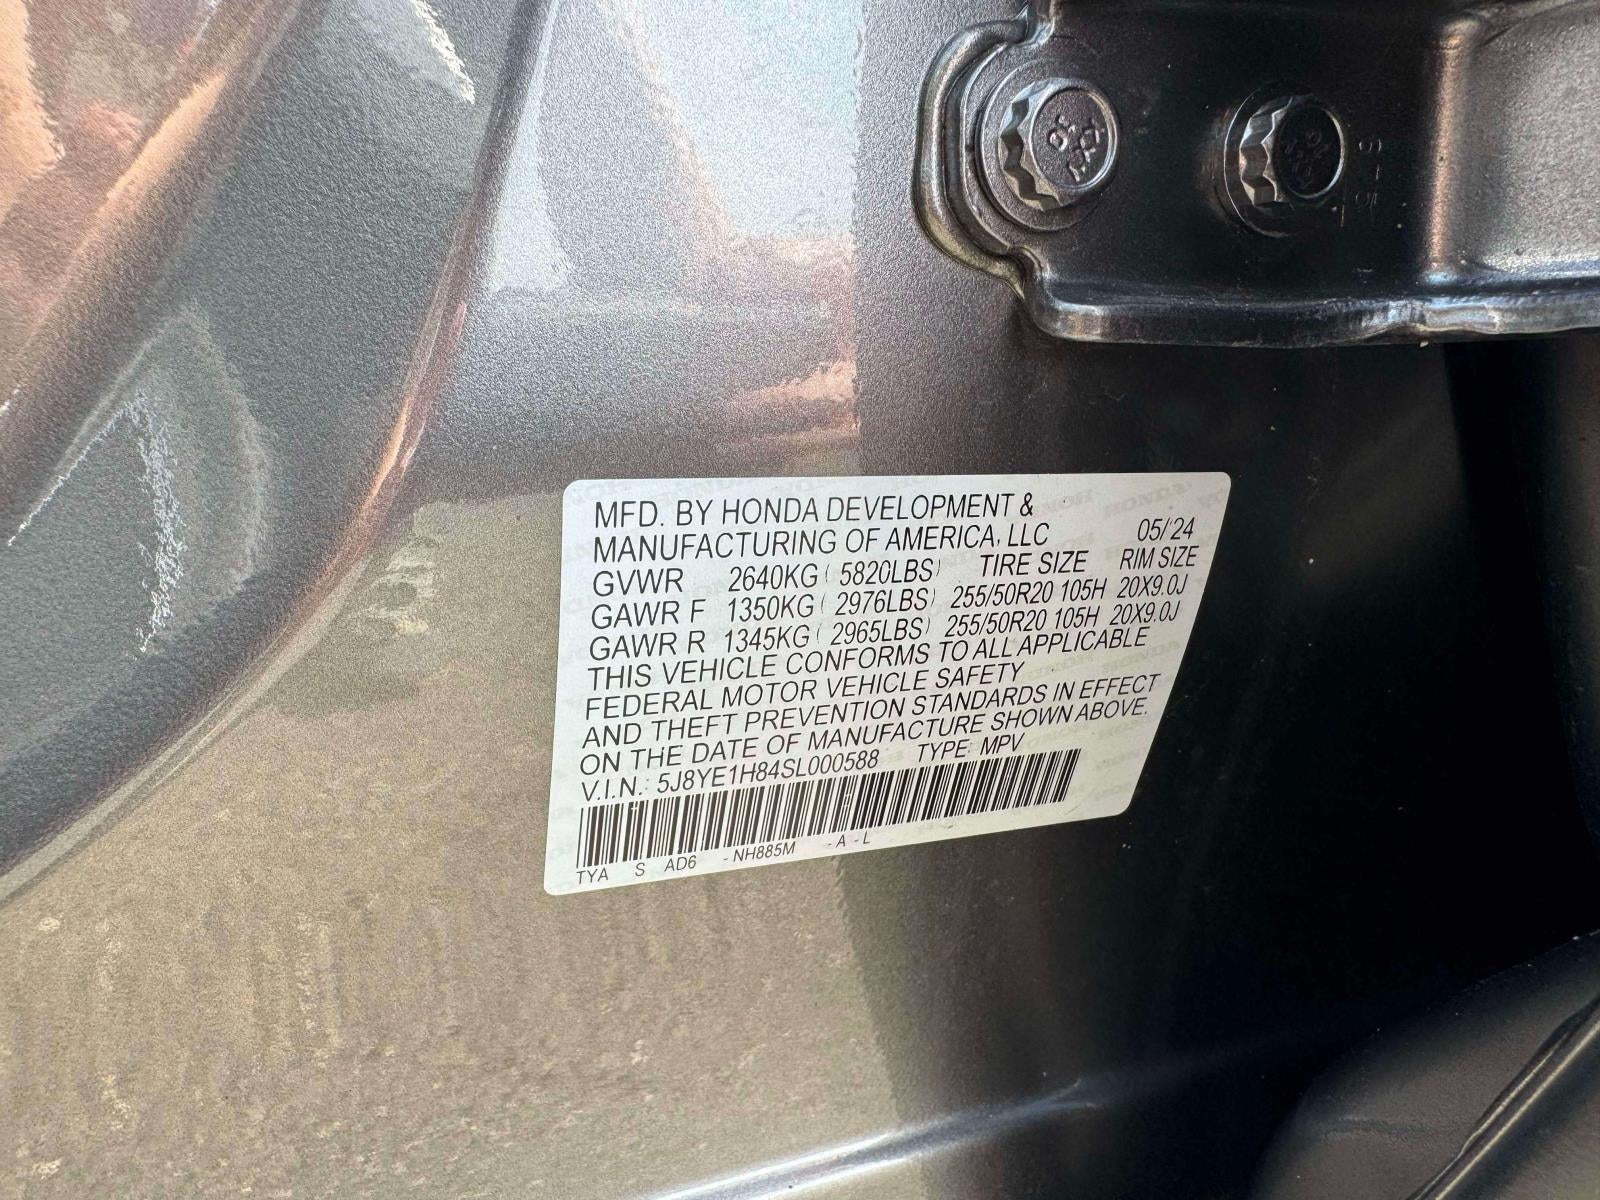 MFD. BY HONDA DEVELOPMENT &
MANUFACTURING OF AMERICA, LLC 05/24
GVWR 2640KG ( 5820LBS) TIRE SIZE RIM SIZE
GAWR F 1350KG ( 2976LBS) 255/50R20 105H 20X9.0J
GAWR R 1345KG ( 2965LBS) 255/50R20 105H 20X9.0J
THIS VEHICLE CONFORMS TO ALL APPLICABLE
FEDERAL MOTOR VEHICLE SAFETY
AND THEFT PREVENTION STANDARDS IN EFFECT
ON THE DATE OF MANUFACTURE SHOWN ABOVE.
V.I.N.: 5J8YE1H84SL000588 TYPE: MPV
TYA S AD6 -NH885M -A -L